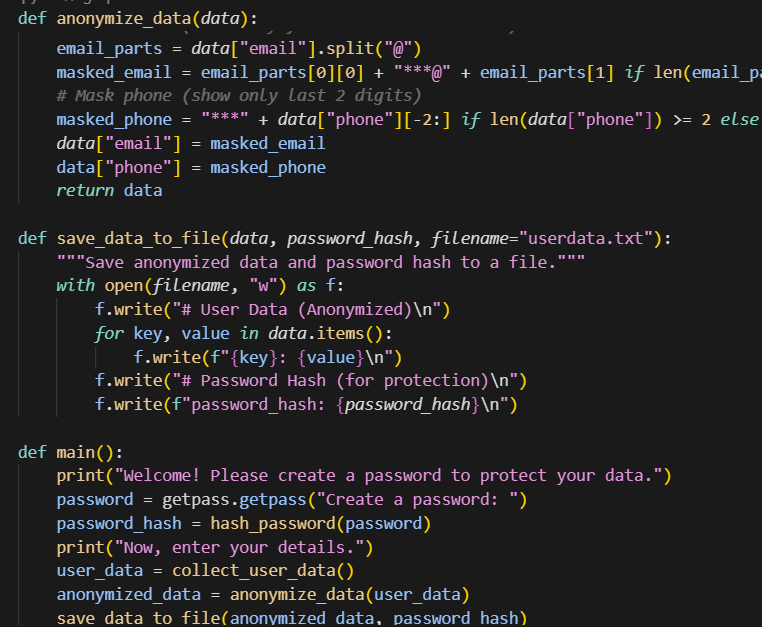 def anonymize_data(data):
    email_parts = data["email"].split("@")
    masked_email = email_parts[0][0] + "***@" + email_parts[1] if len(
    # Mask phone (show only last 2 digits)
    masked_phone = "***" + data["phone"][-2:] if len(data["phone"]) >= 2 else
    data["email"] = masked_email
    data["phone"] = masked_phone
    return data
def save_data_to_file(data, password_hash, filename="userdata.txt"):
    """Save anonymized data and password hash to a file."""
    with open(filename, "w") as f:
        f.write("# User Data (Anonymized)\n")
        for key, value in data.items():
            f.write(f"{key}: {value}\n")
        f.write("# Password Hash (for protection)\n")
        f.write(f"password_hash: {password_hash}\n")
def main():
    print("Welcome! Please create a password to protect your data.")
    password = getpass.getpass("Create a password: ")
    password_hash = hash_password(password)
    print("Now, enter your details.")
    user_data = collect_user_data()
    anonymized_data = anonymize_data(user_data)
    save_data_to_file(anonymized_data, password_hash)